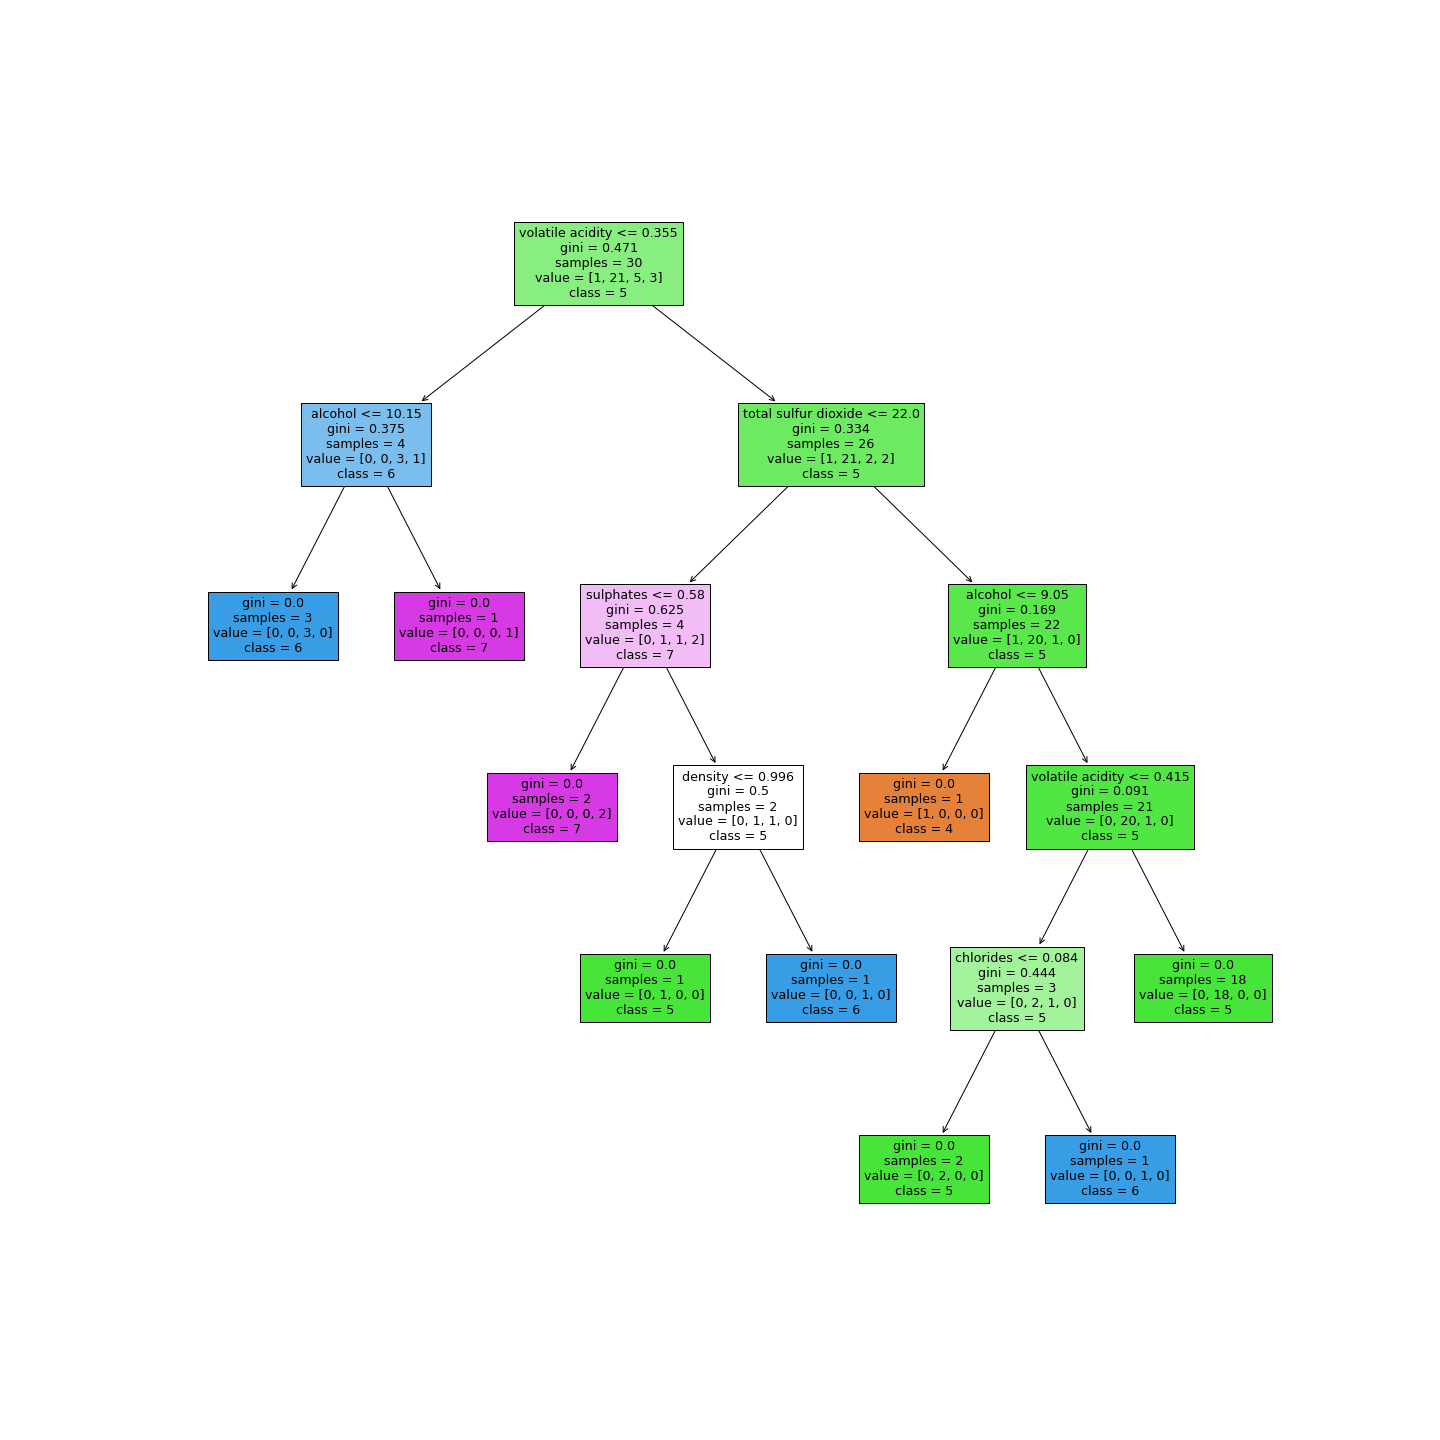 volatile acidity <= 0.355
gini = 0.471
samples = 30
value = [1, 21, 5, 3]
class = 5
alcohol <= 10.15
gini = 0.375
samples = 4
value = [0, 0, 3, 1]
class = 6
total sulfur dioxide <= 22.0
gini = 0.334
samples = 26
value = [1, 21, 2, 2]
class = 5
gini = 0.0
samples = 3
value = [0, 0, 3, 0]
class = 6
gini = 0.0
samples = 1
value = [0, 0, 0, 1]
class = 7
sulphates <= 0.58
gini = 0.625
samples = 4
value = [0, 1, 1, 2]
class = 7
alcohol <= 9.05
gini = 0.169
samples = 22
value = [1, 20, 1, 0]
class = 5
gini = 0.0
samples = 2
value = [0, 0, 0, 2]
class = 7
density <= 0.996
gini = 0.5
samples = 2
value = [0, 1, 1, 0]
class = 5
gini = 0.0
samples = 1
value = [1, 0, 0, 0]
class = 4
volatile acidity <= 0.415
gini = 0.091
samples = 21
value = [0, 20, 1, 0]
class = 5
gini = 0.0
samples = 1
value = [0, 1, 0, 0]
class = 5
gini = 0.0
samples = 1
value = [0, 0, 1, 0]
class = 6
chlorides <= 0.084
gini = 0.444
samples = 3
value = [0, 2, 1, 0]
class = 5
gini = 0.0
samples = 18
value = [0, 18, 0, 0]
class = 5
gini = 0.0
samples = 2
value = [0, 2, 0, 0]
class = 5
gini = 0.0
samples = 1
value = [0, 0, 1, 0]
class = 6